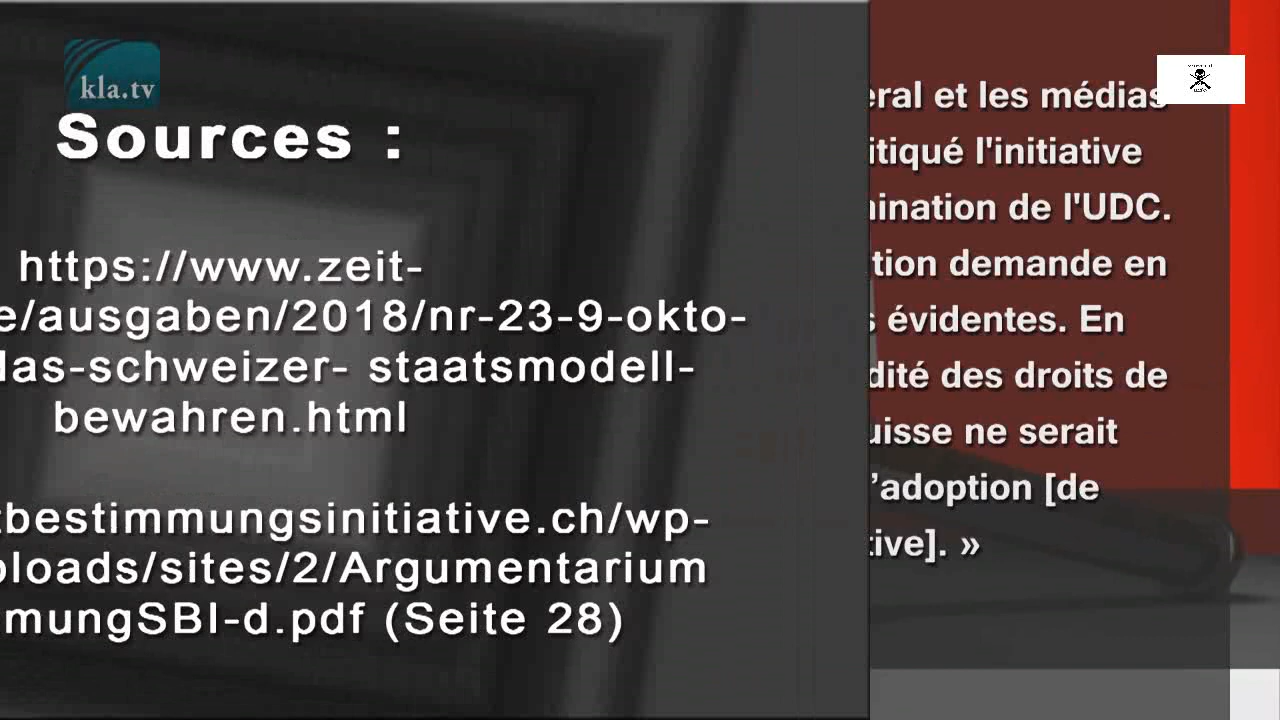 kla.tv
Sources :
https://www.zeit-
e/ausgaben/2018/nr-23-9-okto-
las-schweizer- staatsmodell-
bewahren.html
tbestimmungsinitiative.ch/wp-
ploads/sites/2/Argumentarium
mungSBI-d.pdf (Seite 28)
éral et les médias
itiqué l'initiative
nination de l'UDC.
tion demande en
s évidentes. En
dité des droits de
uisse ne serait
’adoption [de
tive]. »